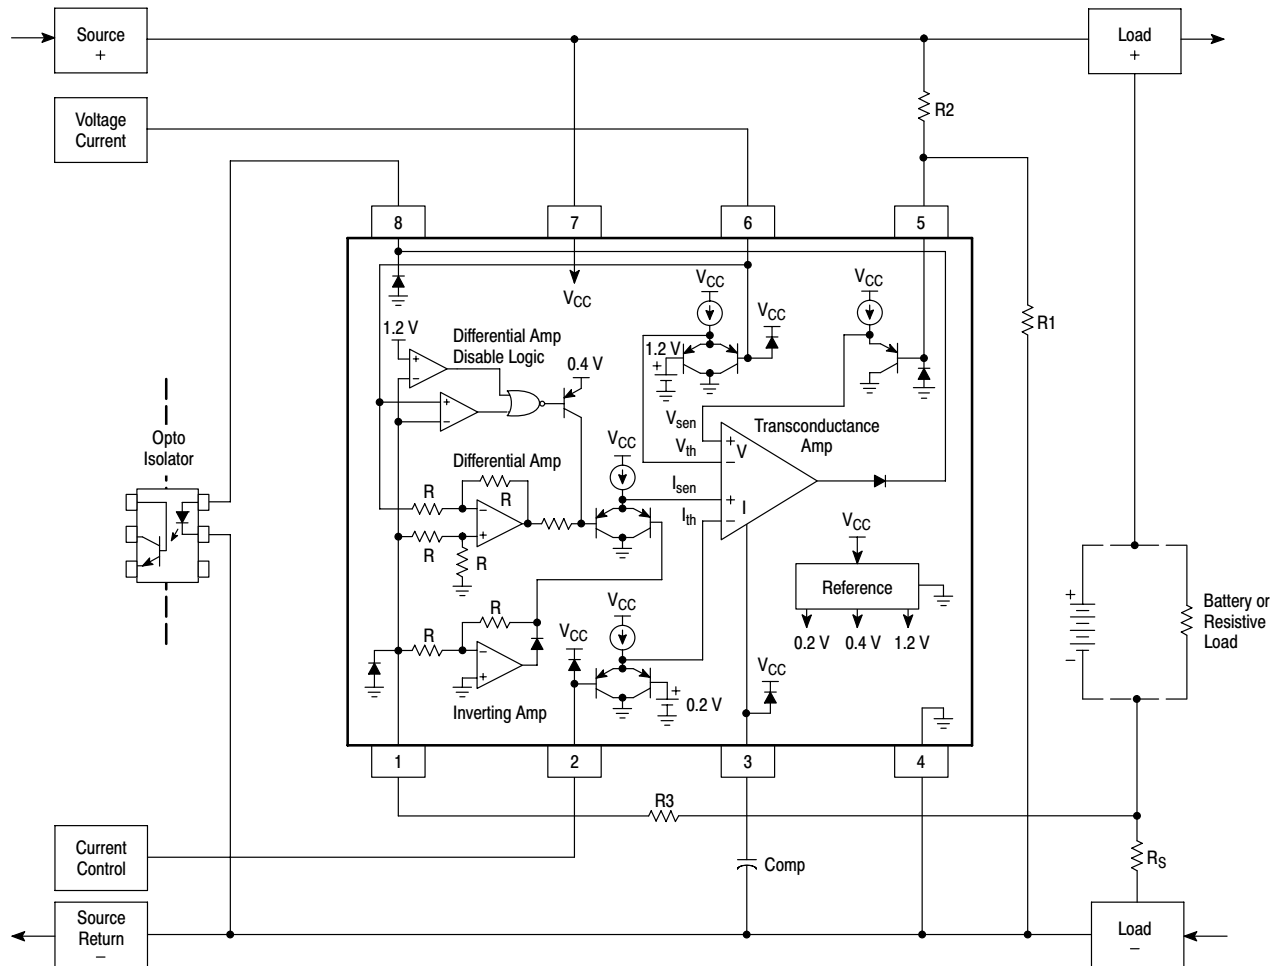 Source
+
Load
+
Voltage
Current
R2
8
7
6
5
R1
VCC
VCC
VCC
VCC
1.2 V
Differential Amp
Disable Logic
0.4 V
1.2 V
+
+
−
+
−
Opto
Isolator
Vsen
Vth
Transconductance
Amp
+
V
−
VCC
Differential Amp
R
R
−
+
R
R
Isen
Ith
+
I
−
VCC
Reference
0.2 V
0.4 V
1.2 V
+
−
Battery or
Resistive
Load
R
R
−
+
Inverting Amp
VCC
VCC
+
0.2 V
VCC
1
2
3
4
R3
Current
Control
Comp
RS
Source
Return
−
Load
−